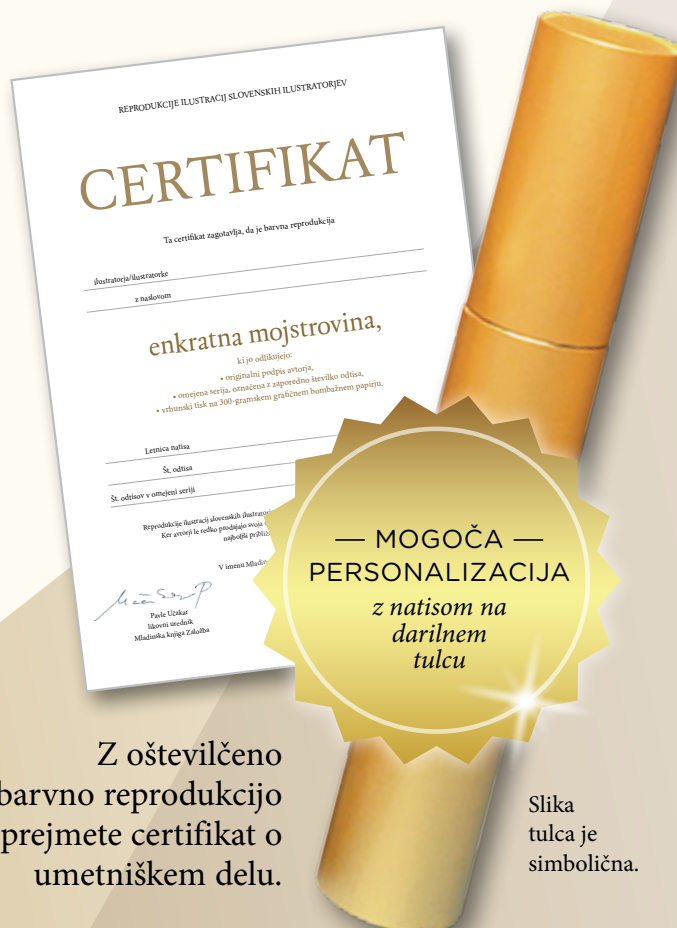 REPRODUKCIJE ILUSTRACIJ SLOVENSKIH ILUSTRATORJEV
CERTIFIKAT
Ta certifikat zagotavlja, da je barvna reprodukcija
ilustratorja/ilustratorke
z naslovom
enkratna mojstrovina,
ki jo odlikujejo:
• originalni podpis avtorja,
• omejena serija, označena z zaporedno številko odtisa,
• vrhunski tisk na 300-gramskem grafičnem bombažnem papirju.
Letnica natisa
Št. odtisa
Št. odtisov v omejeni seriji
Reprodukcije ilustracij slovenskih
Ker avtorji le redko prodajajo svoja
najboljši
V imenu
Pavle Učakar
likovni urednik
Mladinska knjiga Založba
— MOGOČA —
PERSONALIZACIJA
z natisom na
darilnem
tulcu
Z oštevilčeno
barvno reprodukcijo
prejmete certifikat o
umetniškem delu.
Slika
tulca je
simbolična.